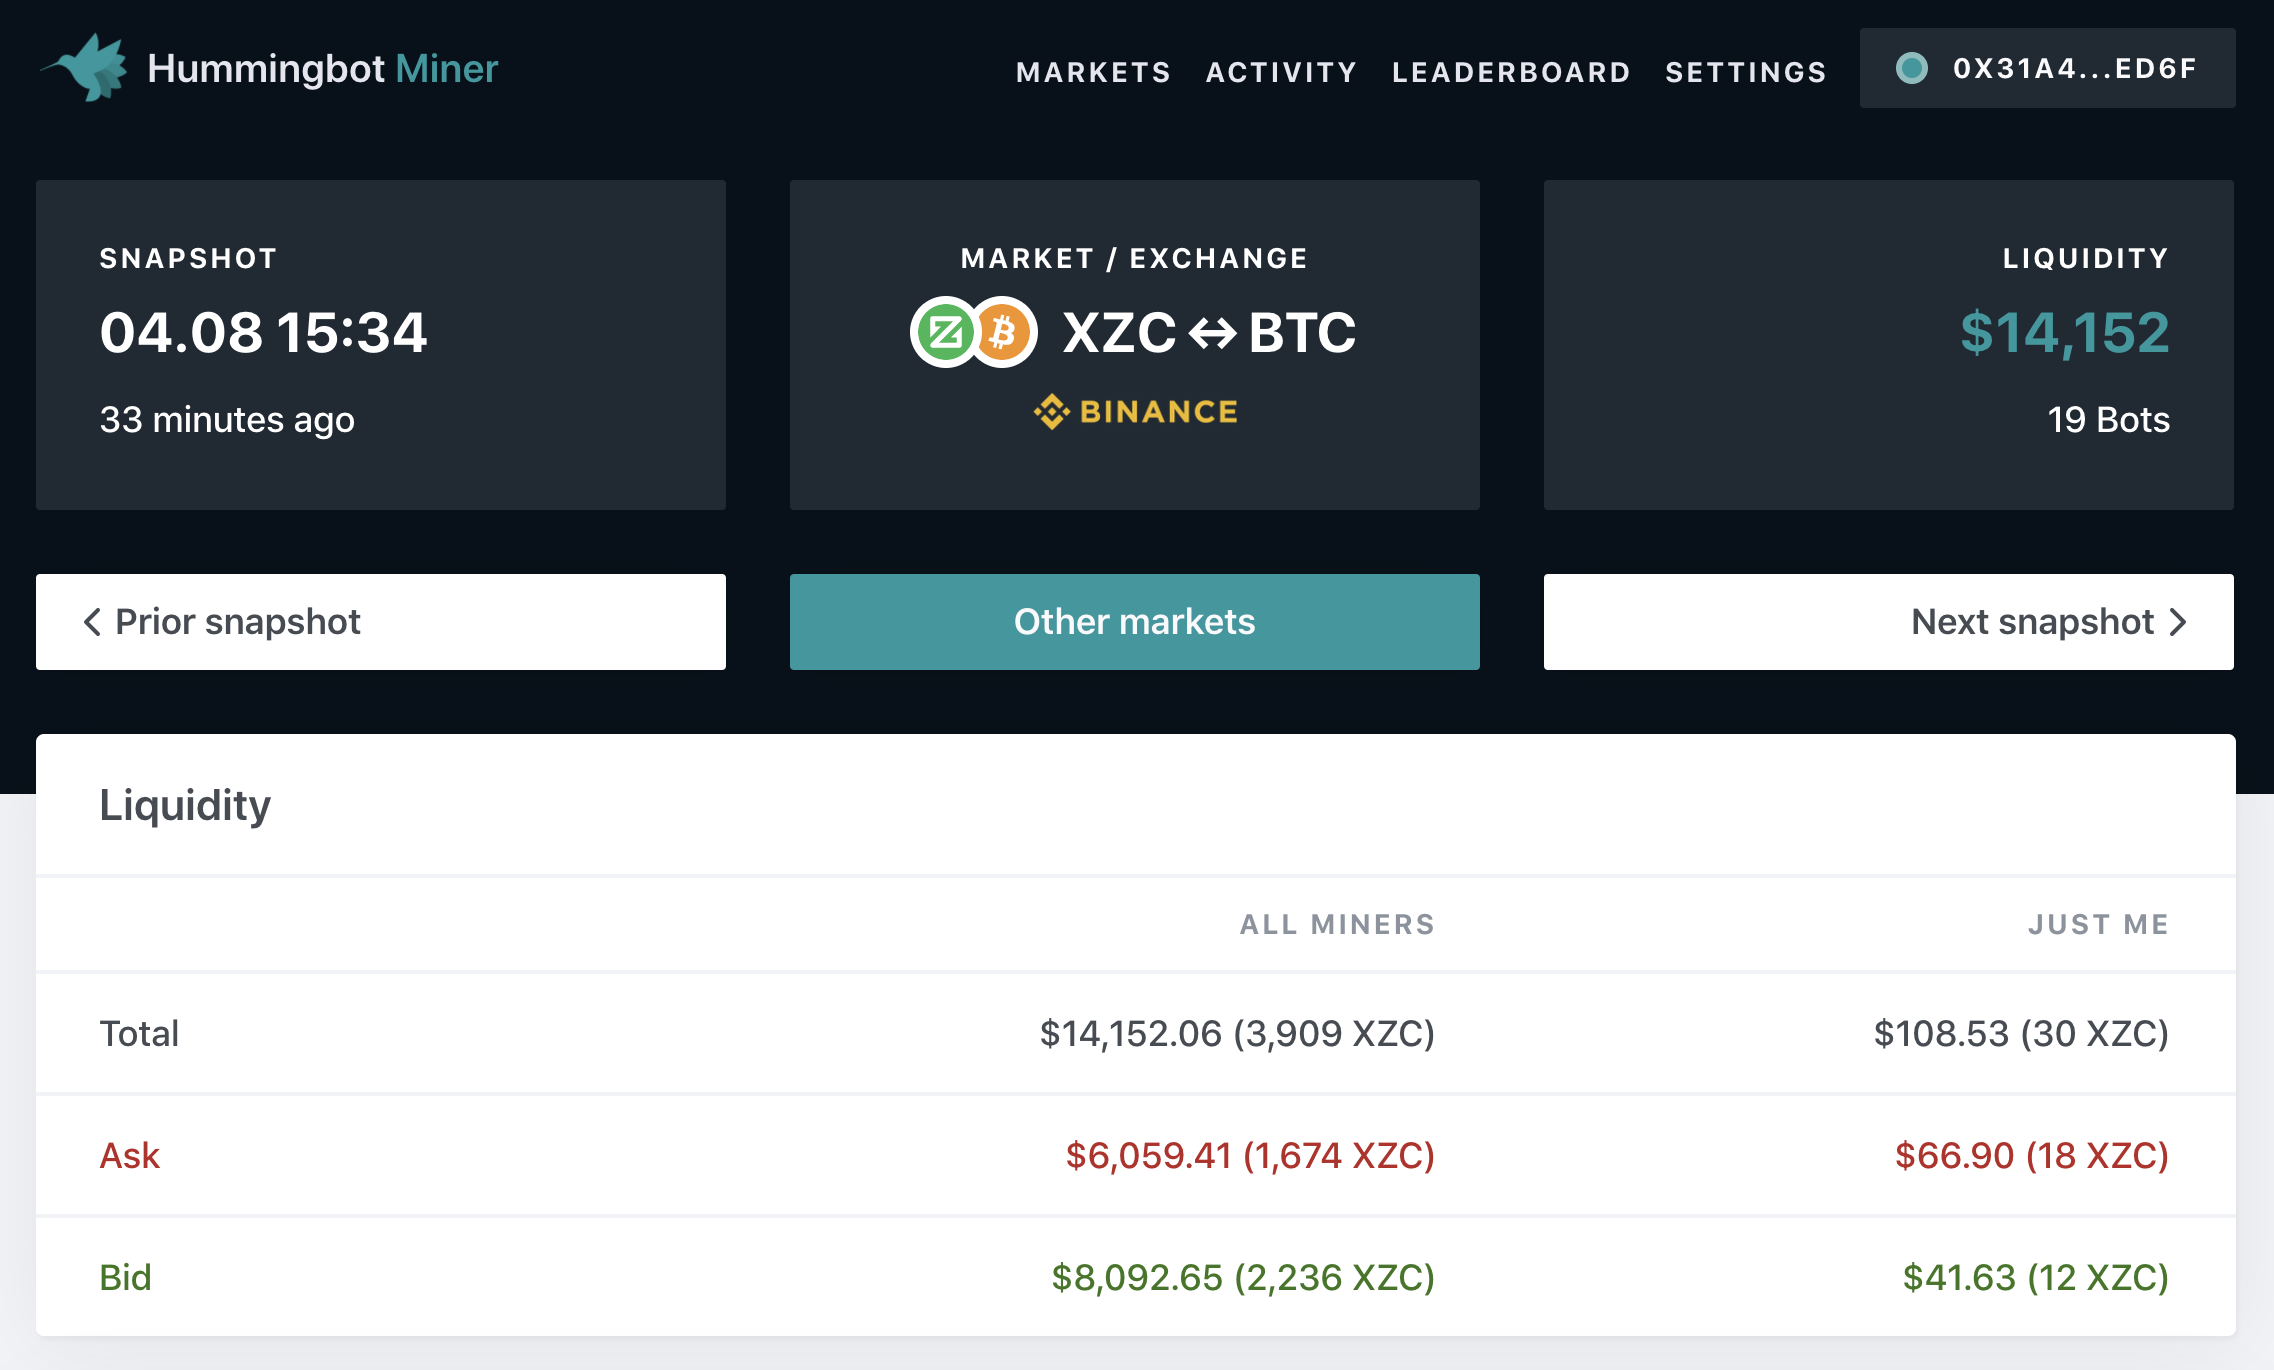 Hummingbot Miner
MARKETS ACTIVITY LEADERBOARD SETTINGS 0X31A4...ED6F
SNAPSHOT
04.08 15:34
33 minutes ago
MARKET / EXCHANGE
XZC ↔ BTC
BINANCE
LIQUIDITY
$14,152
19 Bots
Prior snapshot
Other markets
Next snapshot
Liquidity
ALL MINERS JUST ME
Total $14,152.06 (3,909 XZC) $108.53 (30 XZC)
Ask $6,059.41 (1,674 XZC) $66.90 (18 XZC)
Bid $8,092.65 (2,236 XZC) $41.63 (12 XZC)